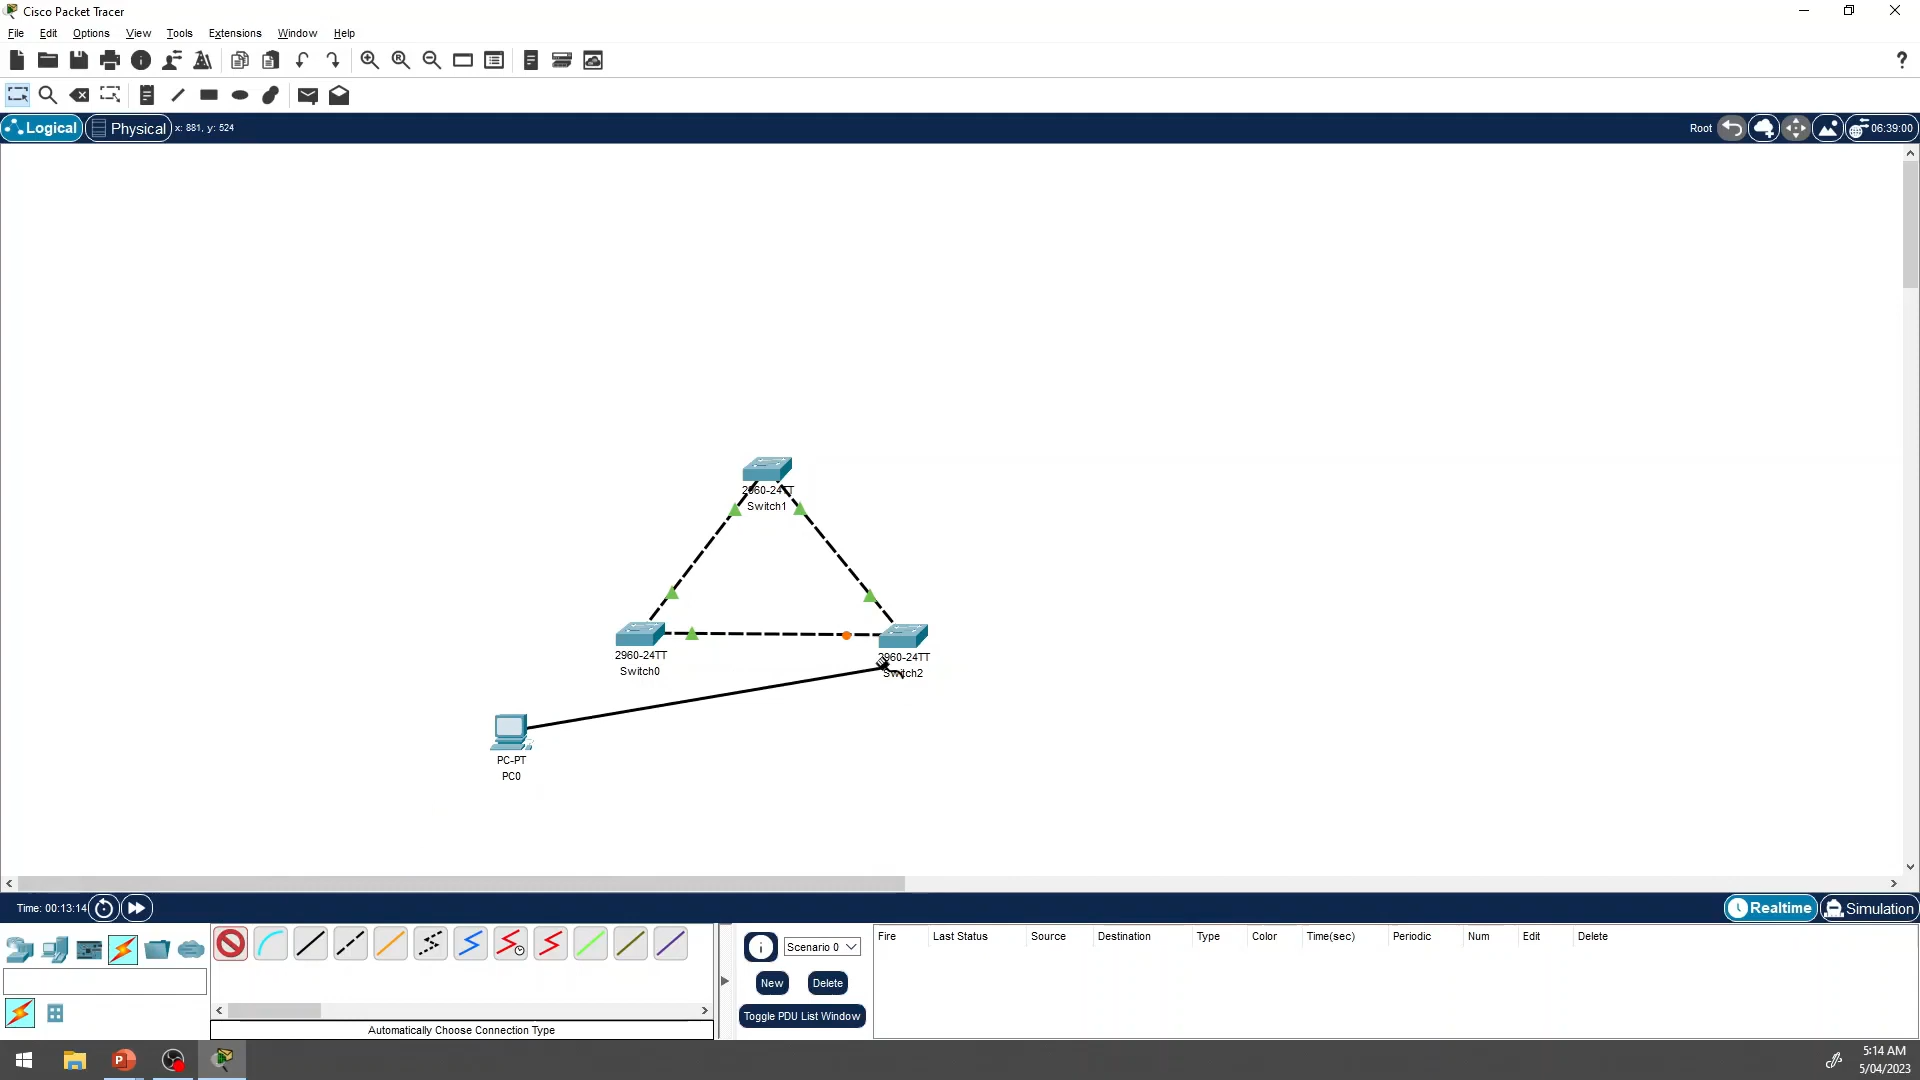 Cisco Packet Tracer
File Edit Options View Tools Extensions Window Help
Logical Physical x: 881, y: 524 Root 06:39:00
2960-24TT
Switch1
2960-24TT
Switch0
2960-24TT
Switch2
PC-PT
PC0
Time: 00:13:14 Realtime Simulation
Scenario 0
New Delete
Toggle PDU List Window
Fire Last Status Source Destination Type Color Time(sec) Periodic Num Edit Delete
Automatically Choose Connection Type
5:14 AM
5/04/2023